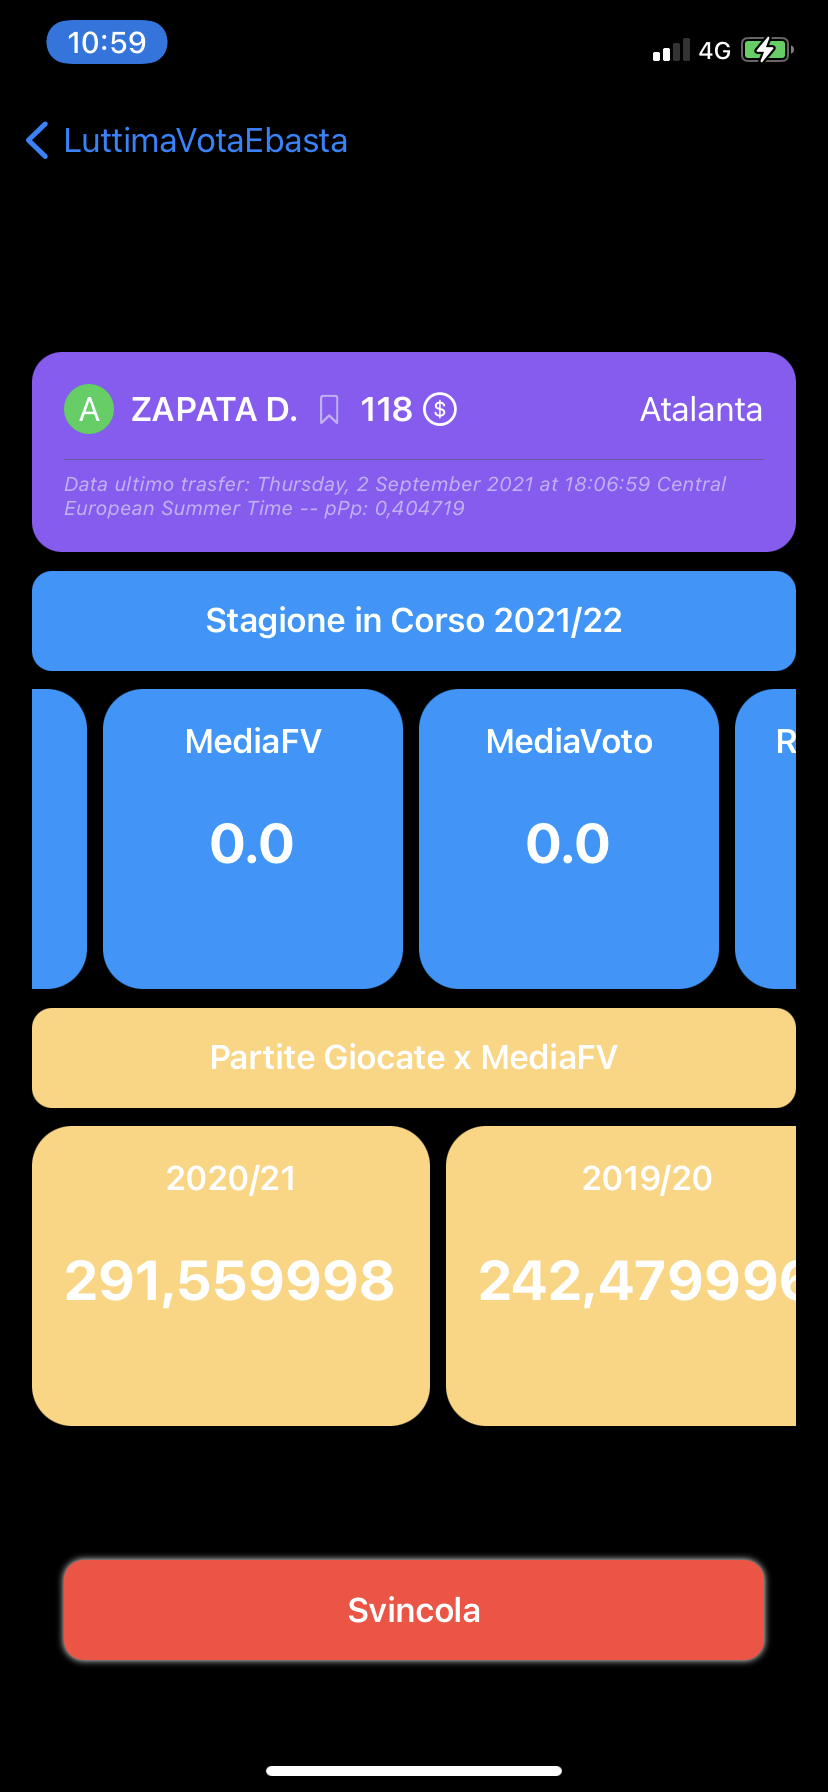 10:59
4G
LuttimaVotaEbasta
A ZAPATA D. 118 $ Atalanta
Data ultimo trasfer: Thursday, 2 September 2021 at 18:06:59 Central
European Summer Time -- pPp: 0,404719
Stagione in Corso 2021/22
MediaFV MediaVoto R
0.0 0.0
Partite Giocate x MediaFV
2020/21 2019/20
291,559998 242,479996
Svincola